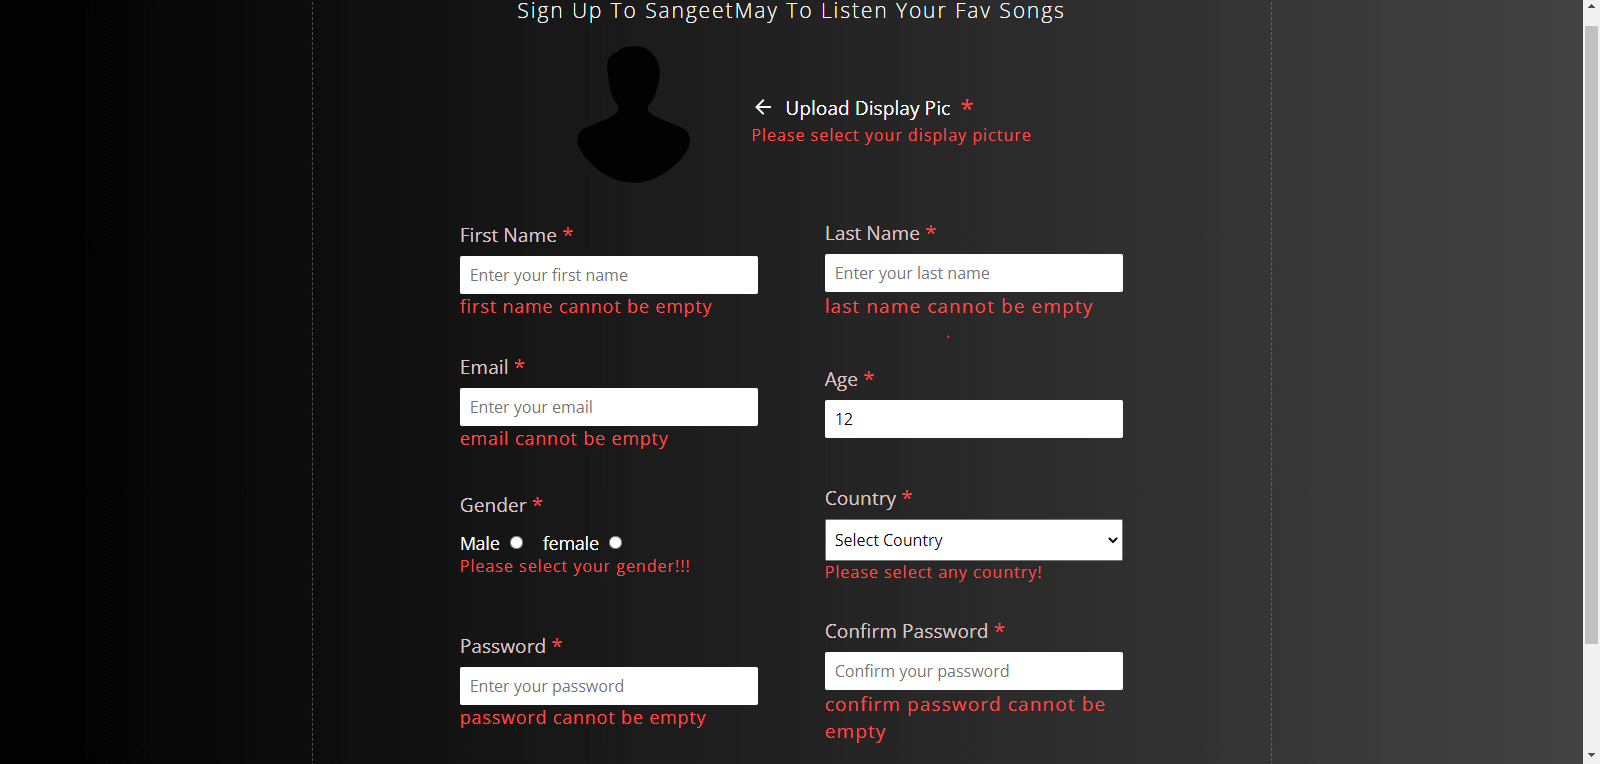 Sign Up To SangeetMay To Listen Your Fav Songs
Upload Display Pic *
Please select your display picture
First Name *
Enter your first name
first name cannot be empty
Last Name *
Enter your last name
last name cannot be empty
Email *
Enter your email
email cannot be empty
Age *
12
Gender *
Male female
Please select your gender!!!
Country *
Select Country
Please select any country!
Password *
Enter your password
password cannot be empty
Confirm Password *
Confirm your password
confirm password cannot be
empty